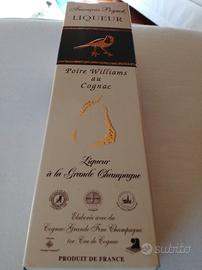 François Peyrot
LIQUEUR
Poire Williams
au
Cognac
Liqueur
à la Grande Champagne
Elaborée avec du
Cognac Grande Fine Champagne
1er. Cru de Cognac
PRODUIT DE FRANCE
subito